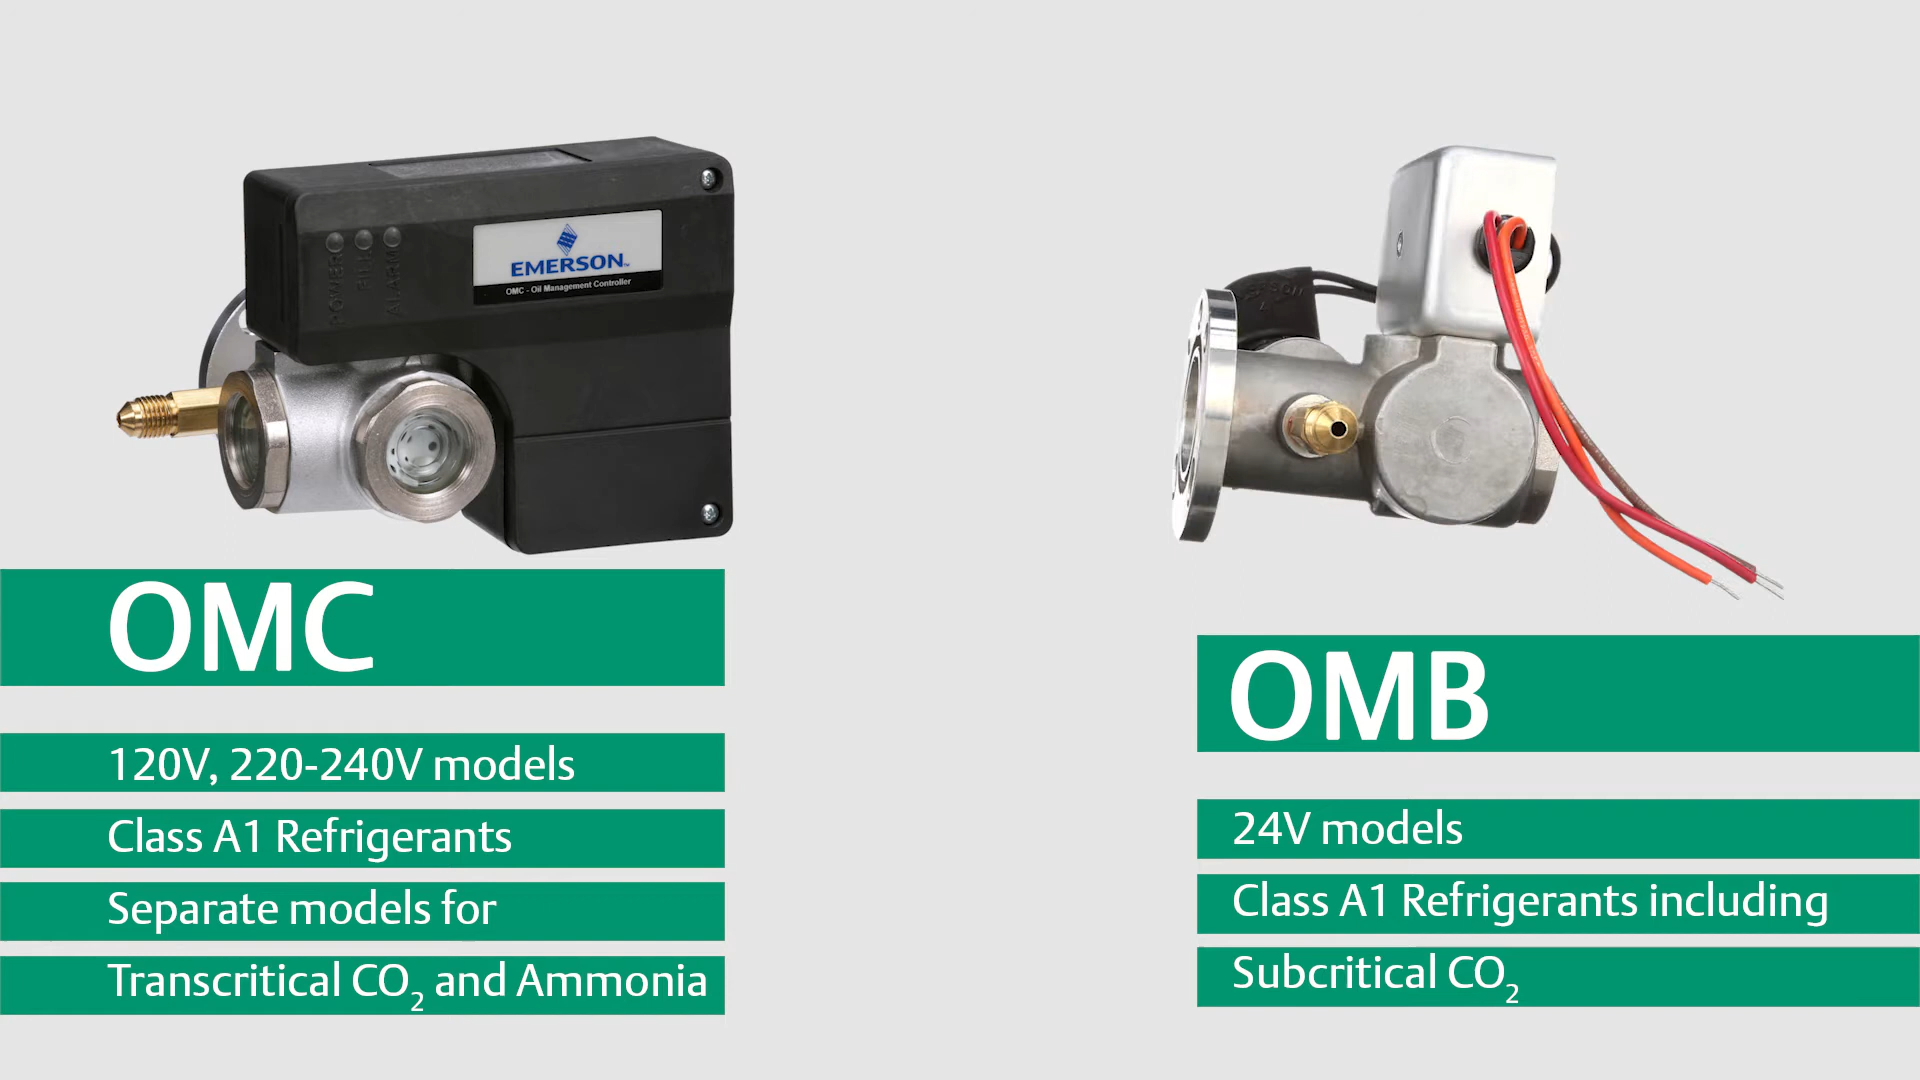 POWER
FILL
ALARM
EMERSON™
OMC - Oil Management Controller
OMC
120V, 220-240V models
Class A1 Refrigerants
Separate models for
Transcritical CO₂ and Ammonia
EMERSON
OMB
24V models
Class A1 Refrigerants including
Subcritical CO₂